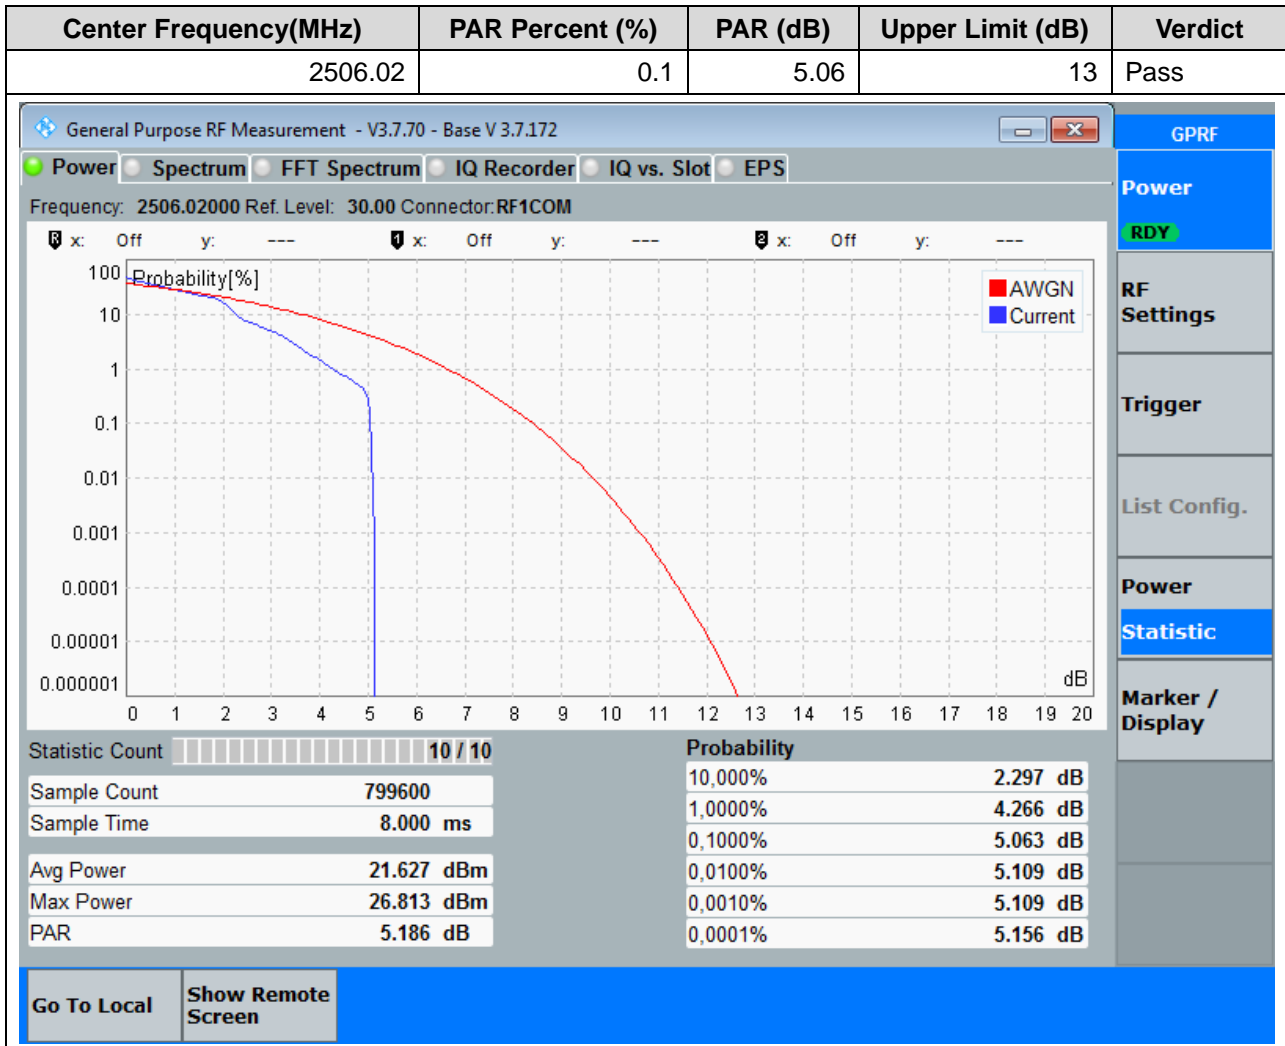 Center Frequency(MHz) PAR Percent (%) PAR (dB) Upper Limit (dB) Verdict
2506.02 0.1 5.06 13 Pass
General Purpose RF Measurement - V3.7.70 - Base V 3.7.172
GPRF
Power Spectrum FFT Spectrum IQ Recorder IQ vs. Slot EPS
Frequency: 2506.02000 Ref. Level: 30.00 Connector: RF1COM
R x: Off y: --- 1 x: Off y: --- 2 x: Off y: ---
Probability[%]
AWGN
Current
100
10
1
0.1
0.01
0.001
0.0001
0.00001
0.000001
dB
0 1 2 3 4 5 6 7 8 9 10 11 12 13 14 15 16 17 18 19 20
Statistic Count 10 / 10
Sample Count 799600
Sample Time 8.000 ms
Avg Power 21.627 dBm
Max Power 26.813 dBm
PAR 5.186 dB
Probability
10,000% 2.297 dB
1,0000% 4.266 dB
0,1000% 5.063 dB
0,0100% 5.109 dB
0,0010% 5.109 dB
0,0001% 5.156 dB
Power
RDY
RF
Settings
Trigger
List Config.
Power
Statistic
Marker /
Display
Go To Local
Show Remote
Screen